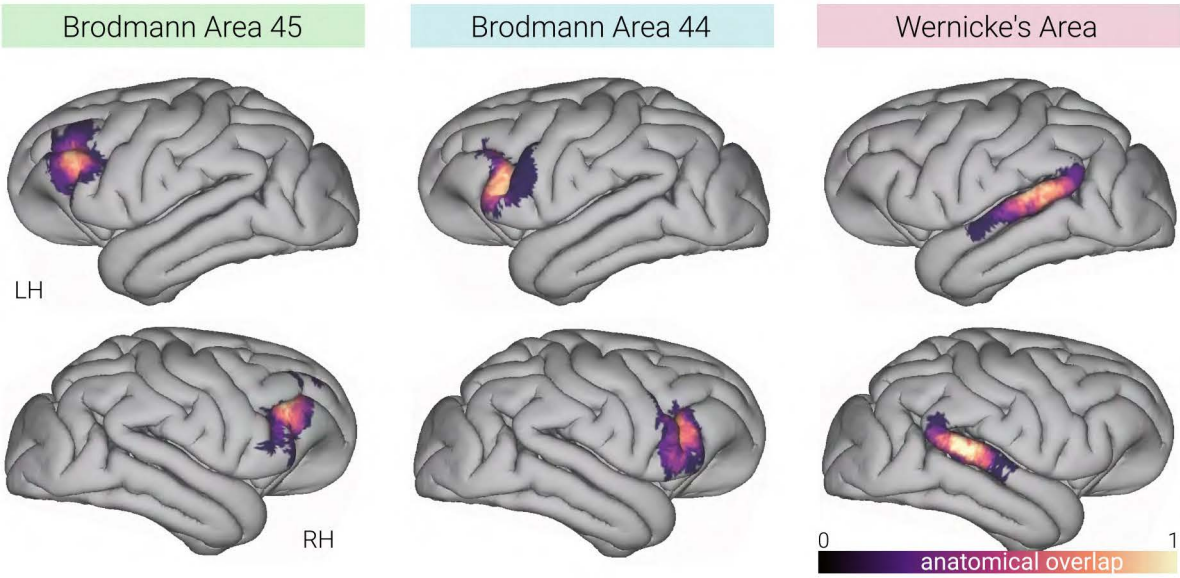 Brodmann Area 45
Brodmann Area 44
Wernicke's Area
LH
RH
0
1
anatomical overlap